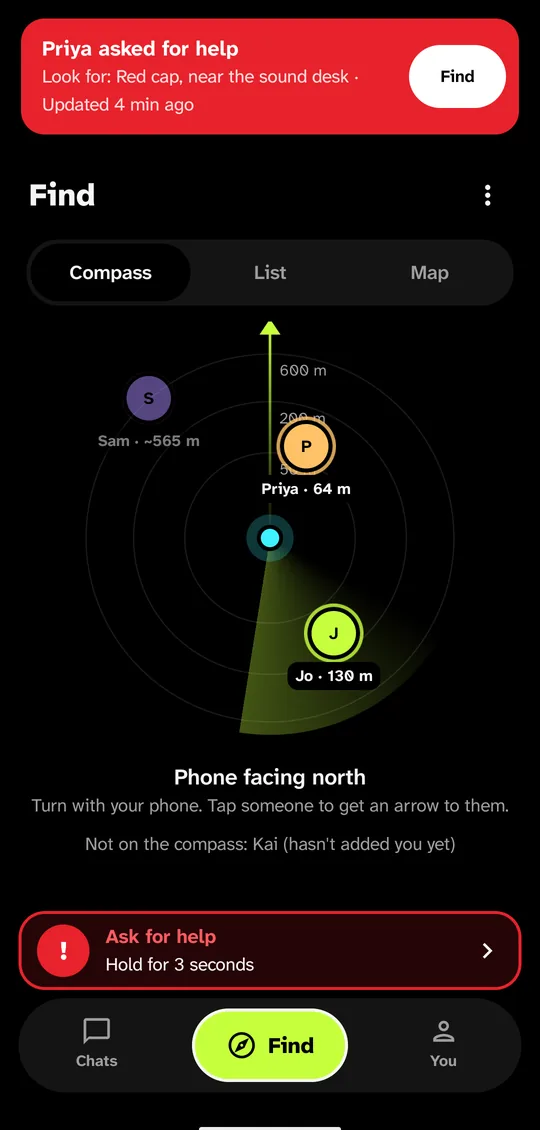 Priya asked for help
Look for: Red cap, near the sound desk ·
Updated 4 min ago
Find
Find
Compass
List
Map
600 m
S
200 m
Sam · ~565 m
P
Priya · 64 m
J
Jo · 130 m
Phone facing north
Turn with your phone. Tap someone to get an arrow to them.
Not on the compass: Kai (hasn't added you yet)
!
Ask for help
Hold for 3 seconds
Chats
Find
You